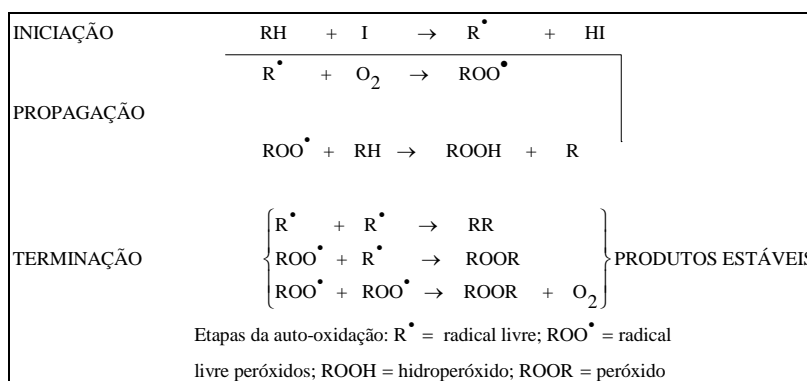 INICIAÇÃO RH + I → R• + HI
R• + O2 → ROO•
PROPAGAÇÃO
ROO• + RH → ROOH + R
R• + R• → RR
TERMINAÇÃO ROO• + R• → ROOR PRODUTOS ESTÁVEIS
ROO• + ROO• → ROOR + O2
Etapas da auto-oxidação: R• = radical livre; ROO• = radical
livre peróxidos; ROOH = hidroperóxido; ROOR = peróxido